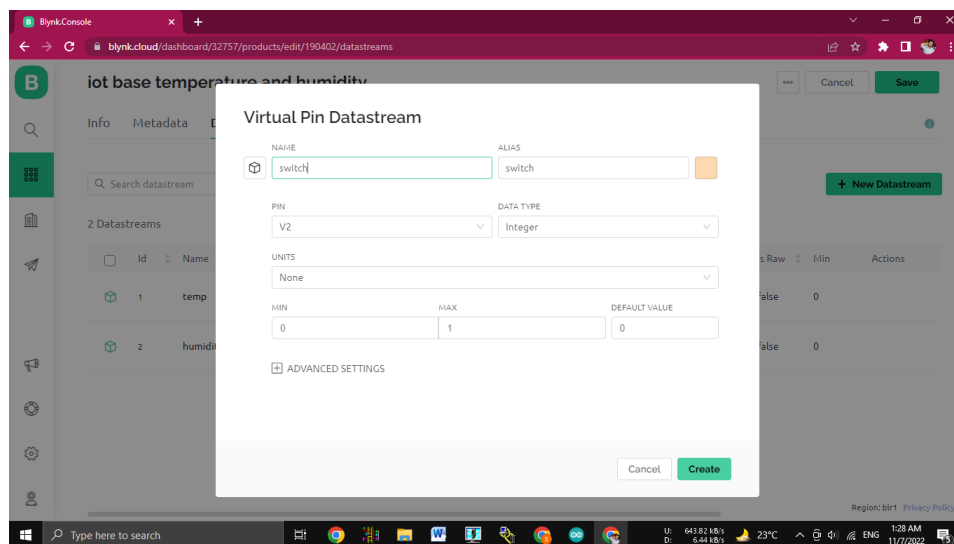 Blynk.Console
blynk.cloud/dashboard/32757/products/edit/190402/datastreams
B
iot base temperature and humidity
Cancel
Save
Info
Metadata
D
Search datastream
+ New Datastream
2 Datastreams
Id
Name
s Raw
Min
Actions
1
temp
false
0
2
humidit
false
0
Virtual Pin Datastream
NAME
ALIAS
switch
switch
PIN
DATA TYPE
V2
Integer
UNITS
None
MIN
MAX
DEFAULT VALUE
0
1
0
ADVANCED SETTINGS
Cancel
Create
Region: blr1
Privacy Policy
Type here to search
U: 643.82 kB/s
D: 6.44 kB/s
23°C
ENG
1:28 AM
11/7/2022